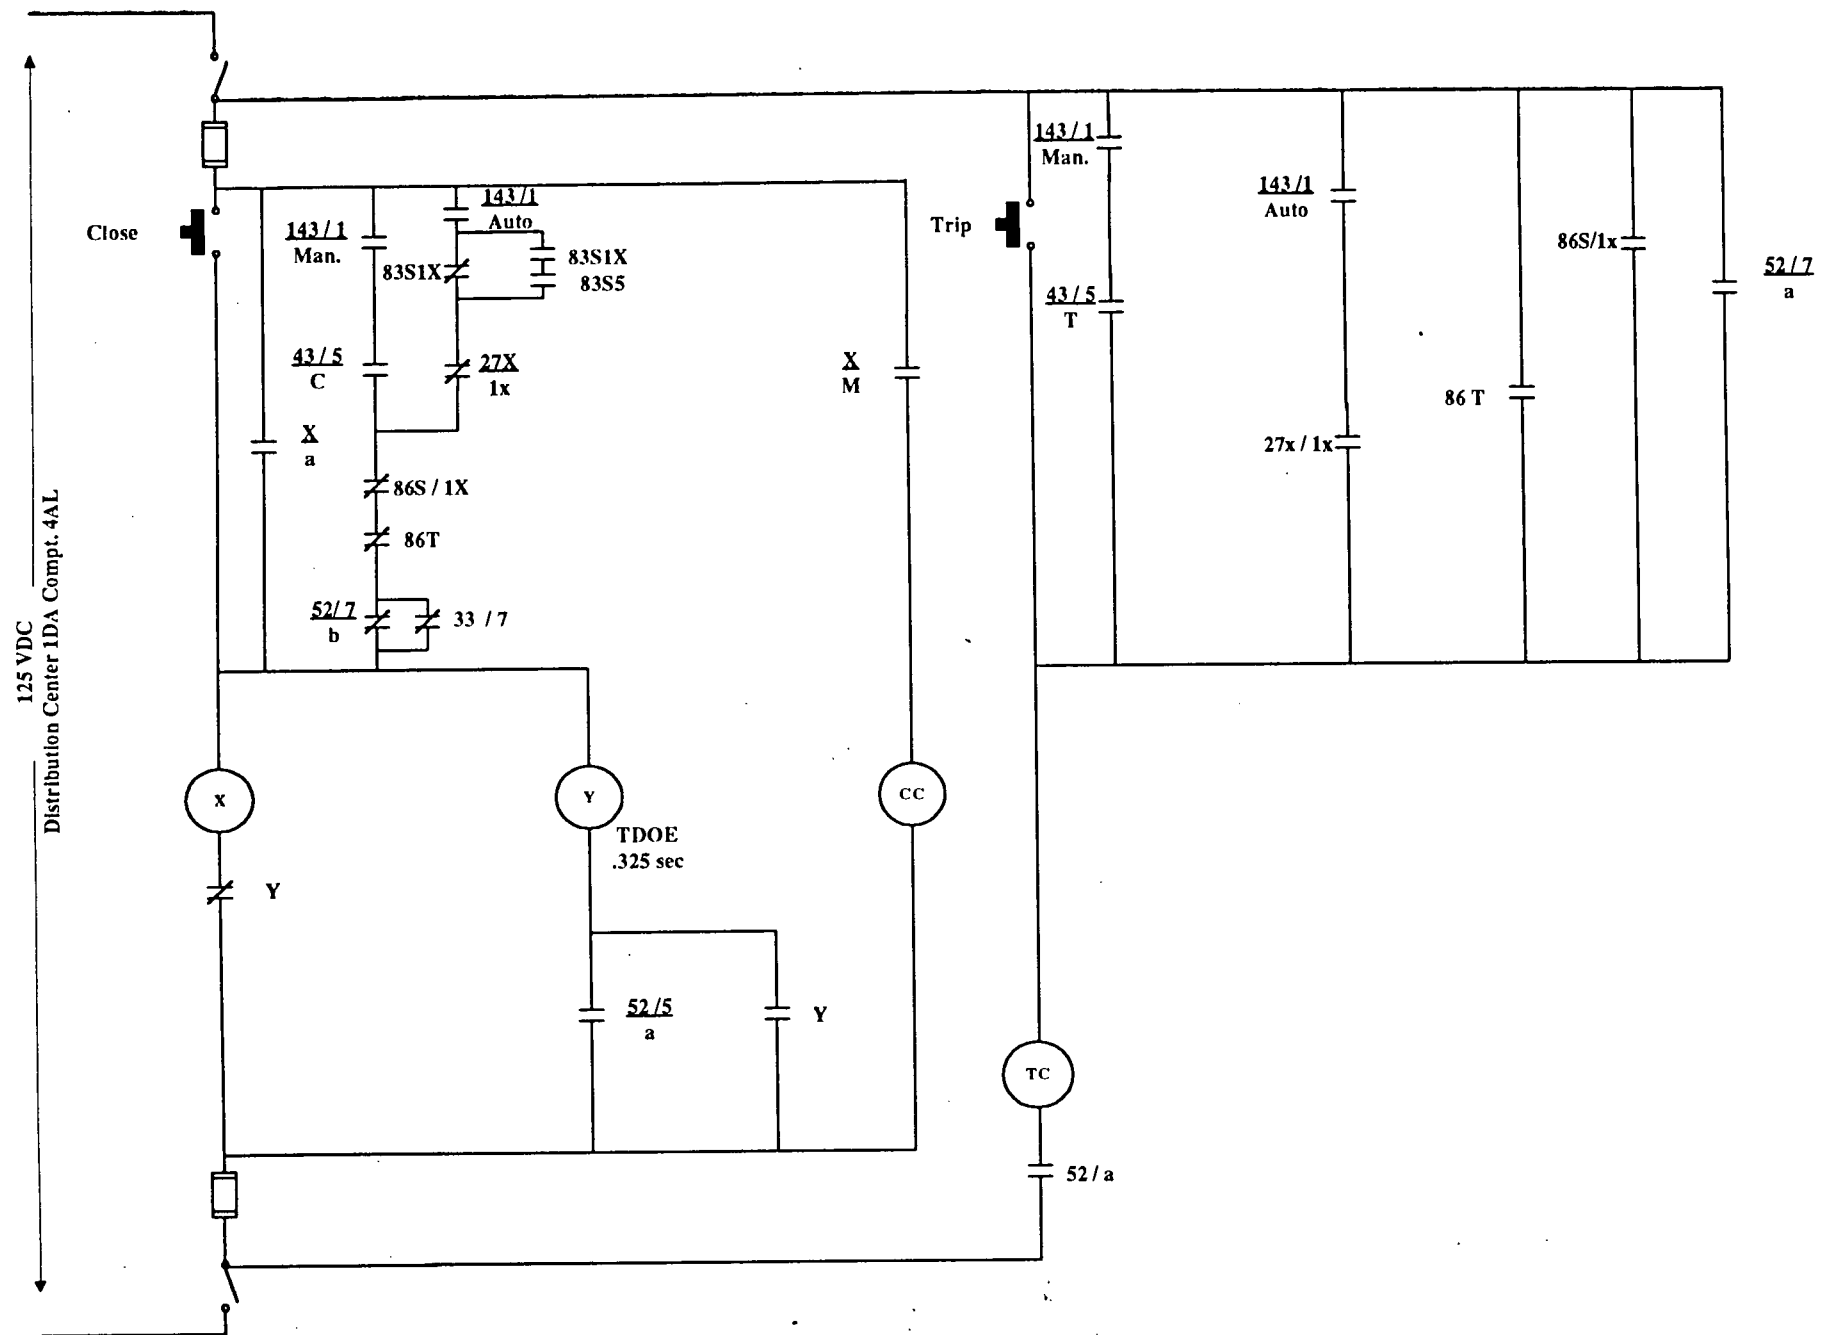 143 / 1
Man.
143 /1
Auto
Close
143 / 1
Man.
83S1X
83S1X
83S5
Trip
143/1
Auto
86S/1x
52 / 7
a
43 / 5
T
43 / 5
C
27X
1x
X
M
86 T
X
a
27x / 1x
86S / 1X
86T
52/ 7
b
33 / 7
125 VDC
Distribution Center 1DA Compt. 4AL
X
Y
CC
TDOE
.325 sec
Y
52 /5
a
Y
TC
52 / a